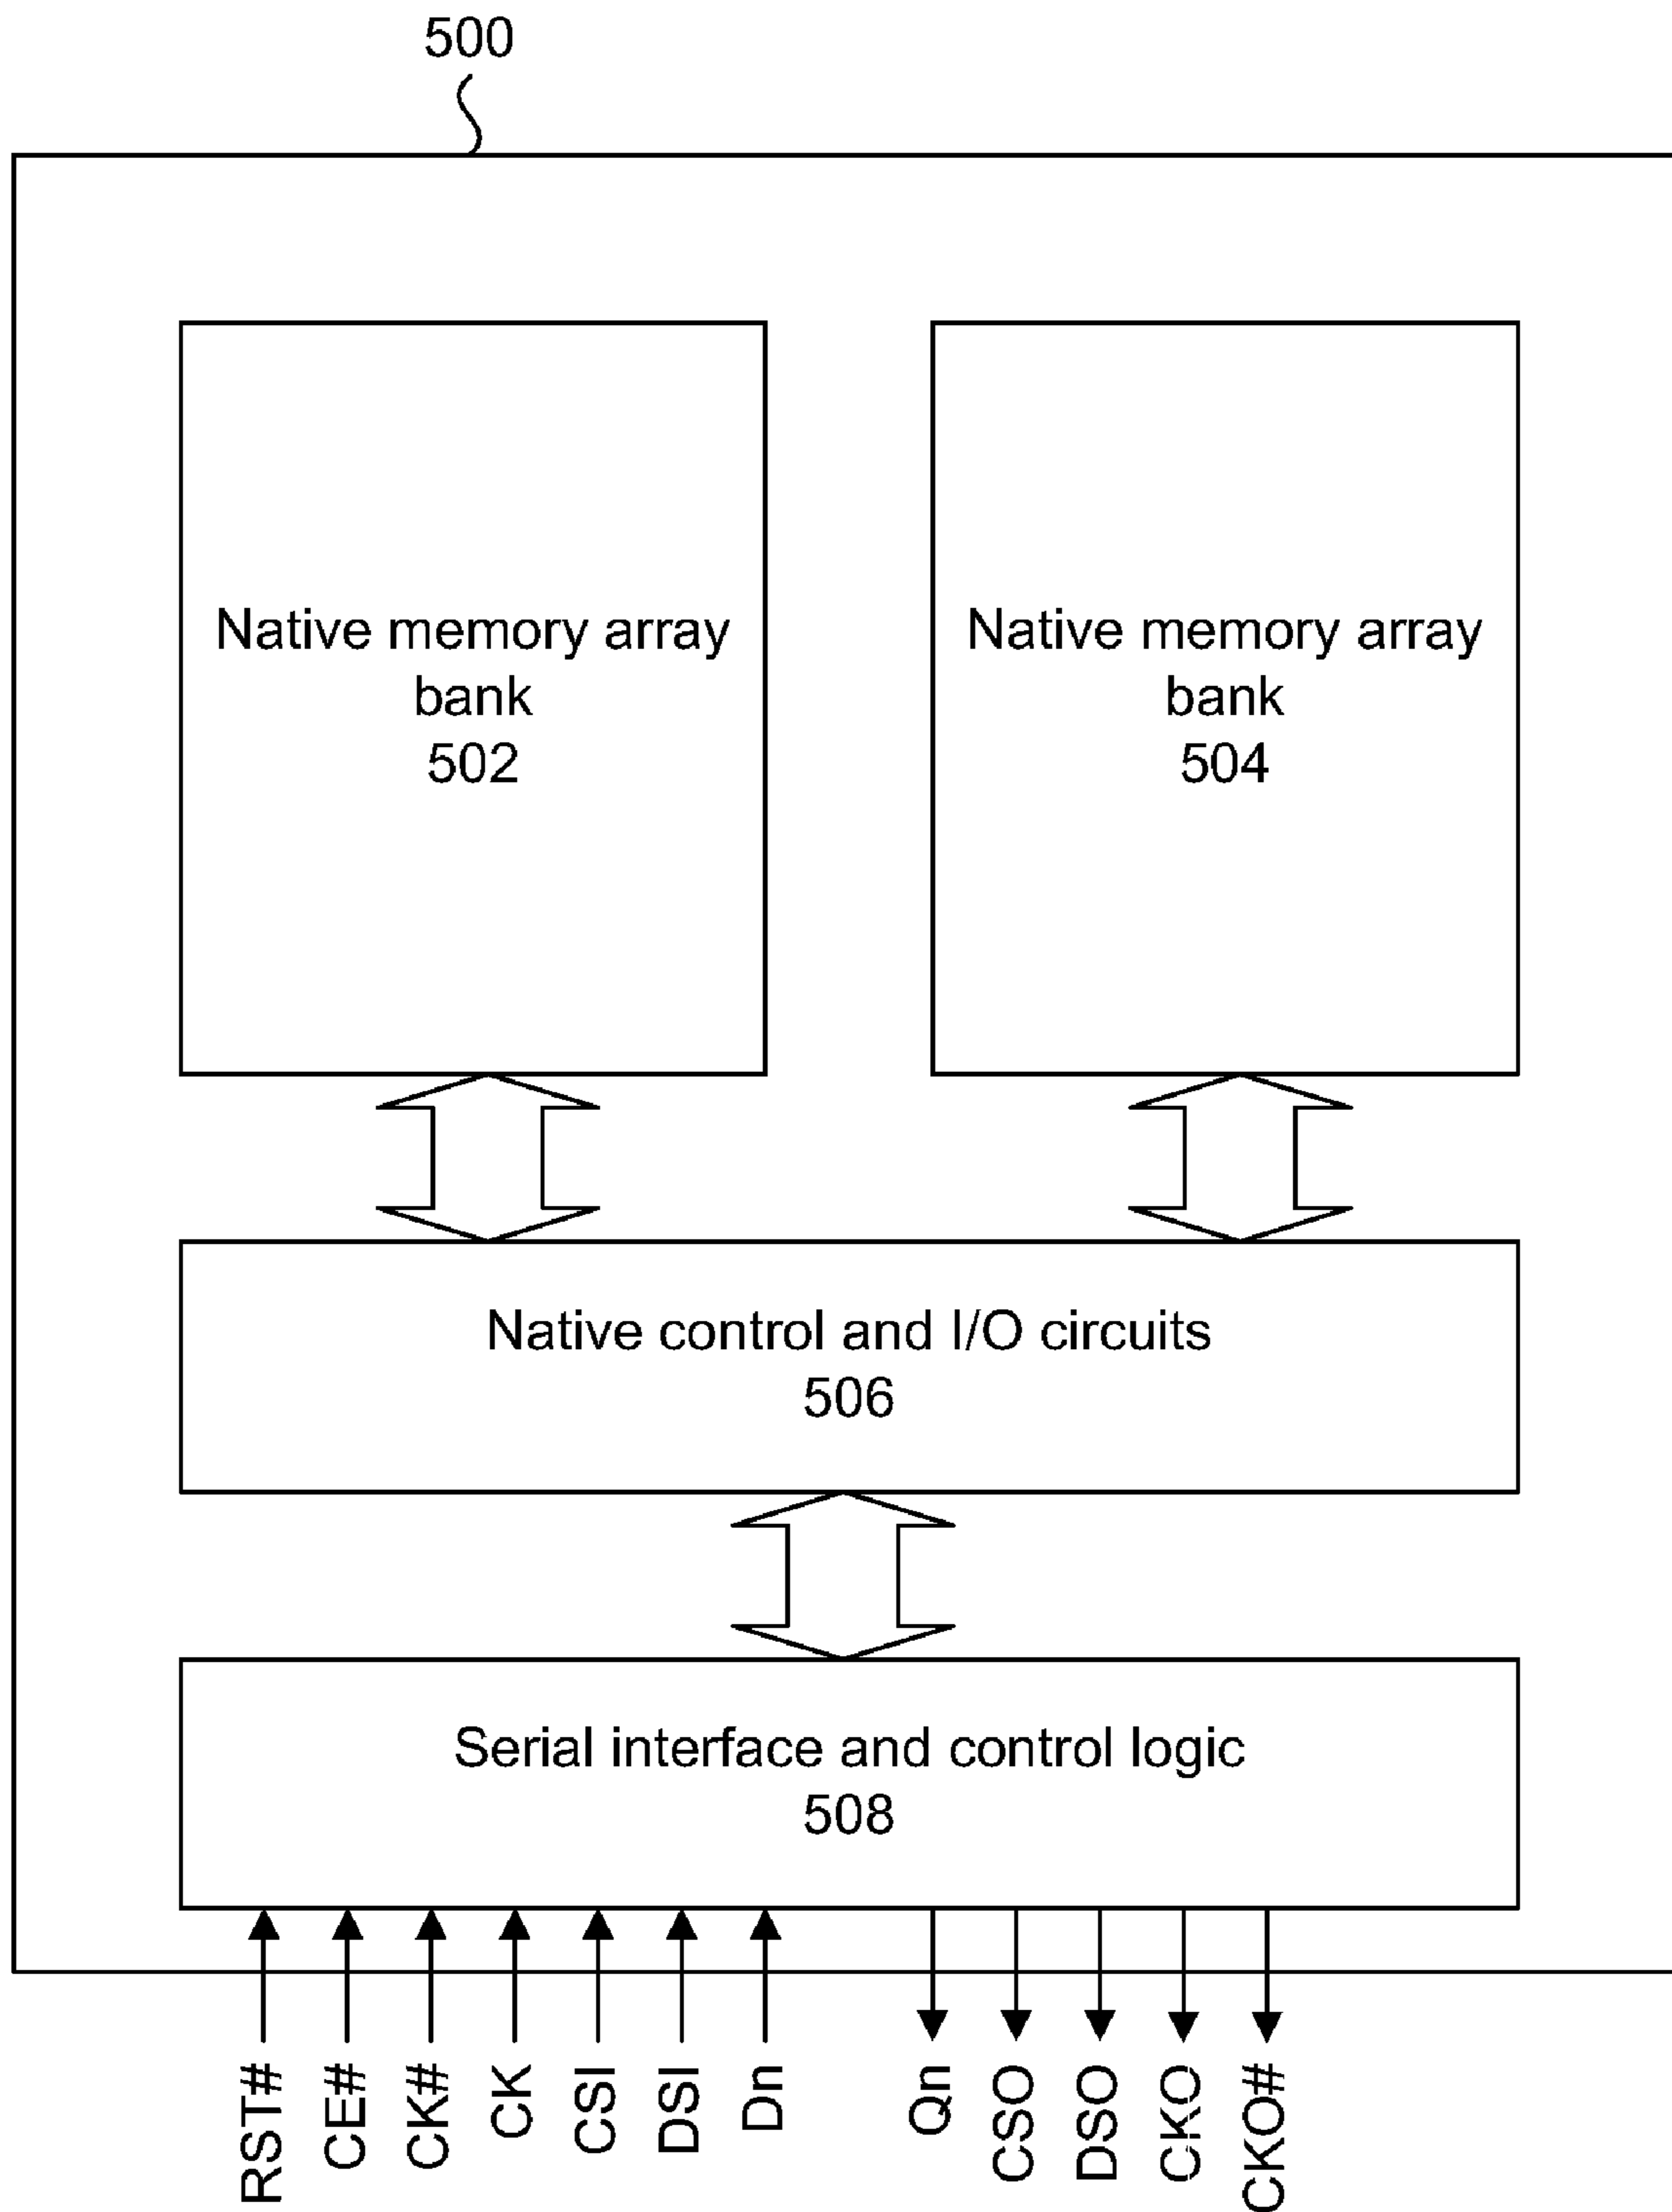 500
Native memory array
bank
502
Native memory array
bank
504
Native control and I/O circuits
506
Serial interface and control logic
508
RST#
CE#
CK#
CK
CSI
DSI
Dn
Qn
CSO
DSO
CKO
CKO#